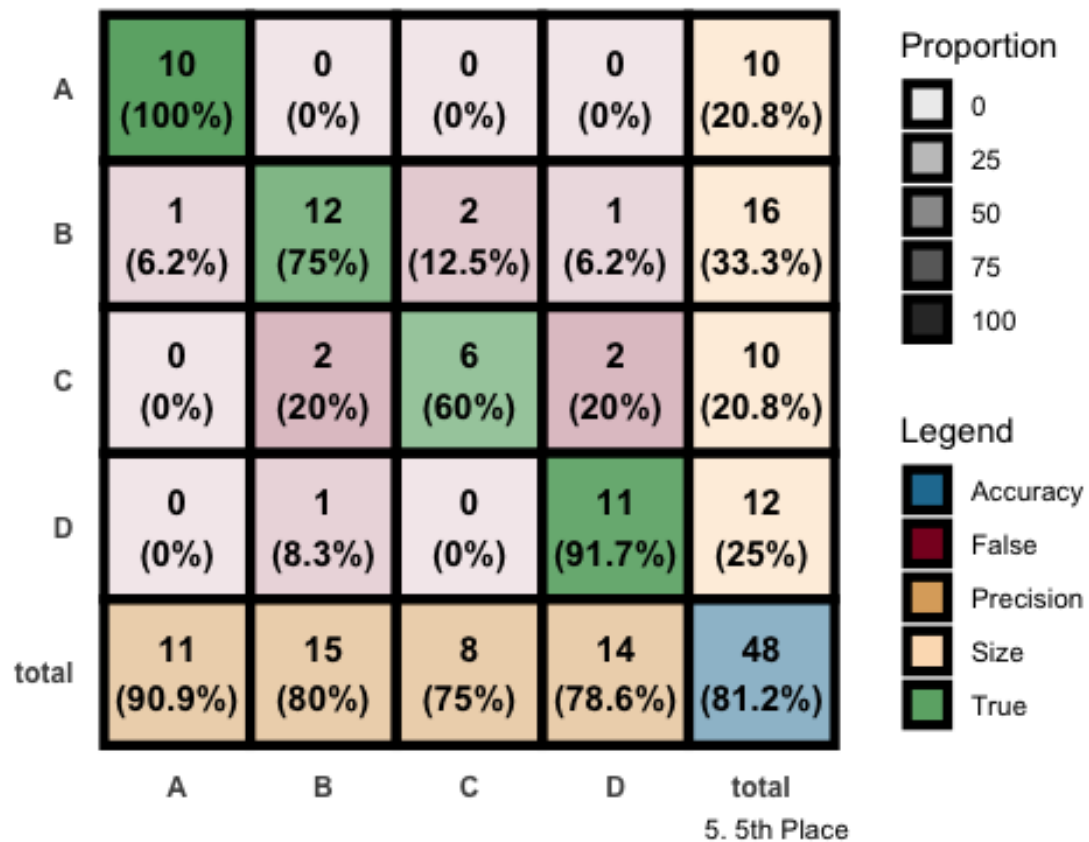 Proportion
0
25
50
75
100
Legend
Accuracy
False
Precision
Size
True
A
10 0 0 0 10
(100%) (0%) (0%) (0%) (20.8%)
B
1 12 2 1 16
(6.2%) (75%) (12.5%) (6.2%) (33.3%)
C
0 2 6 2 10
(0%) (20%) (60%) (20%) (20.8%)
D
0 1 0 11 12
(0%) (8.3%) (0%) (91.7%) (25%)
total
11 15 8 14 48
(90.9%) (80%) (75%) (78.6%) (81.2%)
A B C D total
5. 5th Place